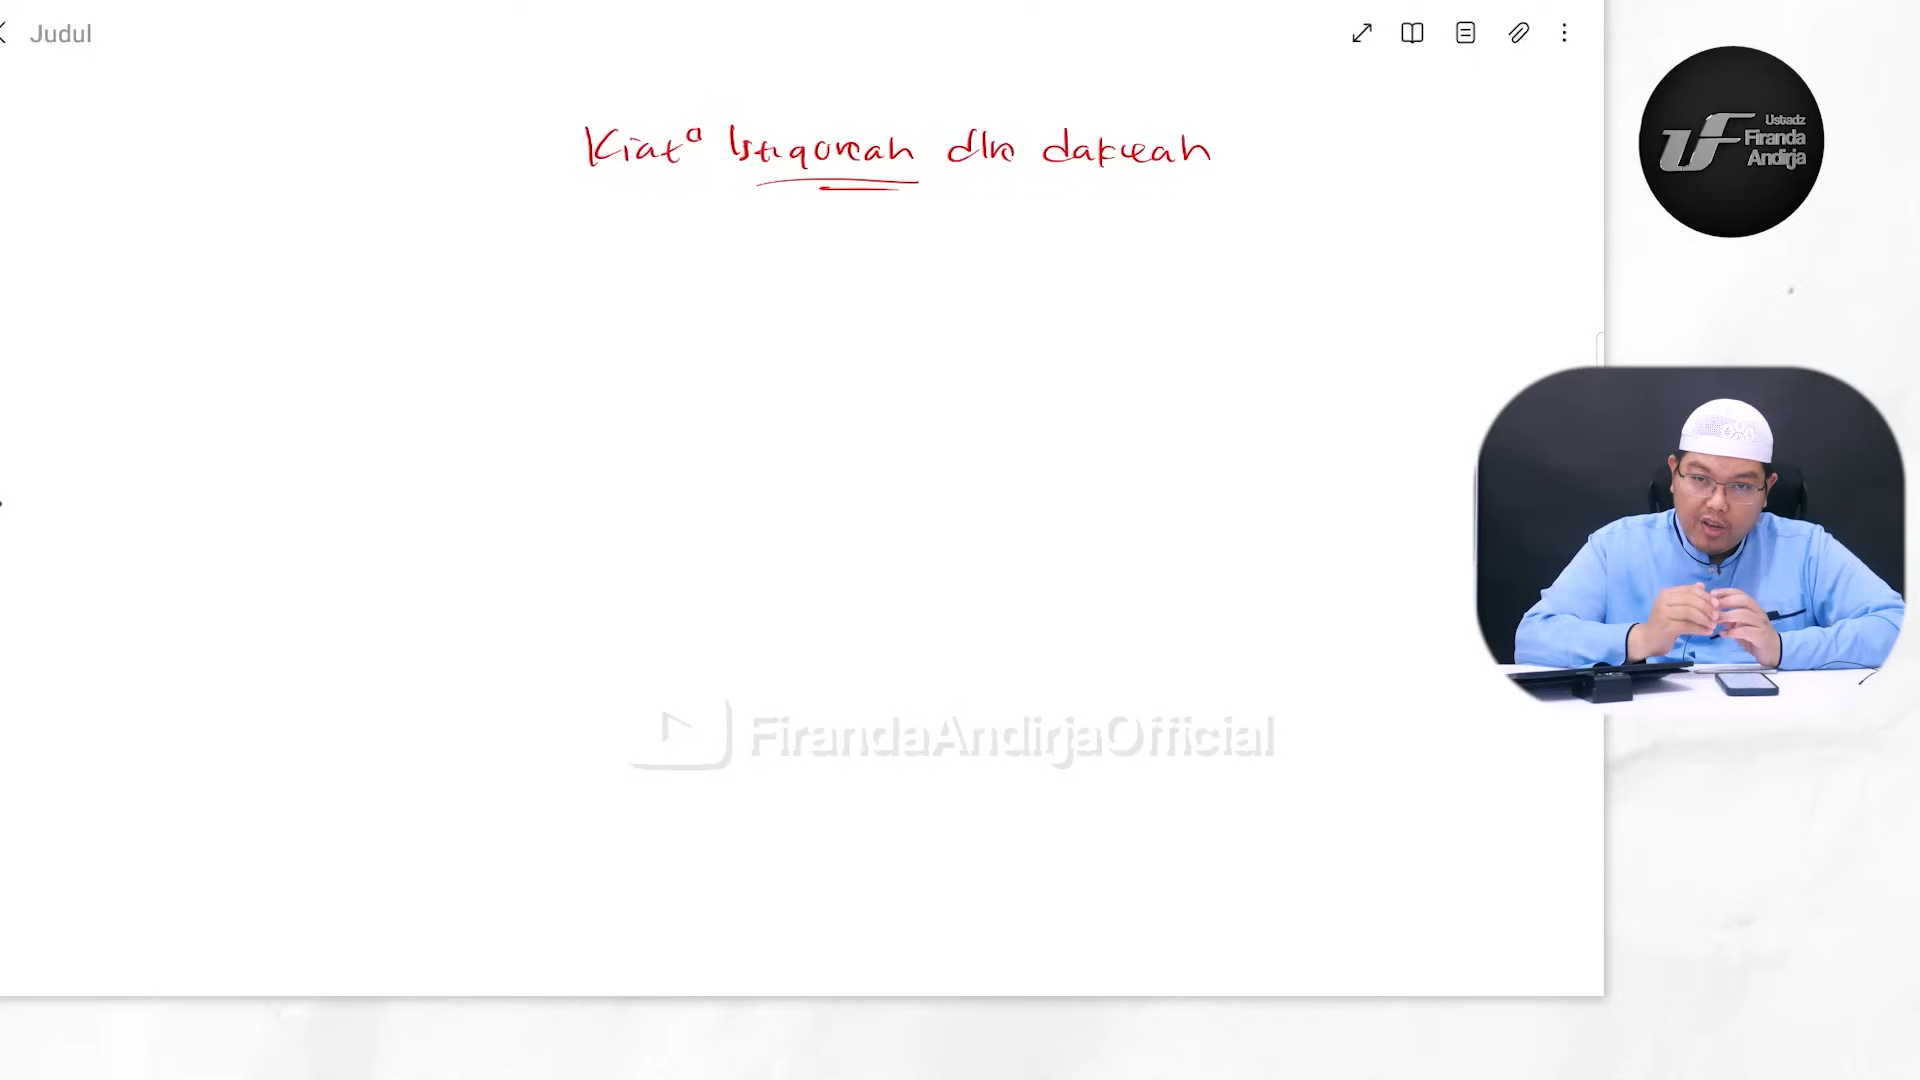 Judul
Kiat² Istiqomah dlm dakwah
Ustadz
Firanda
Andirja
FirandaAndirjaOfficial